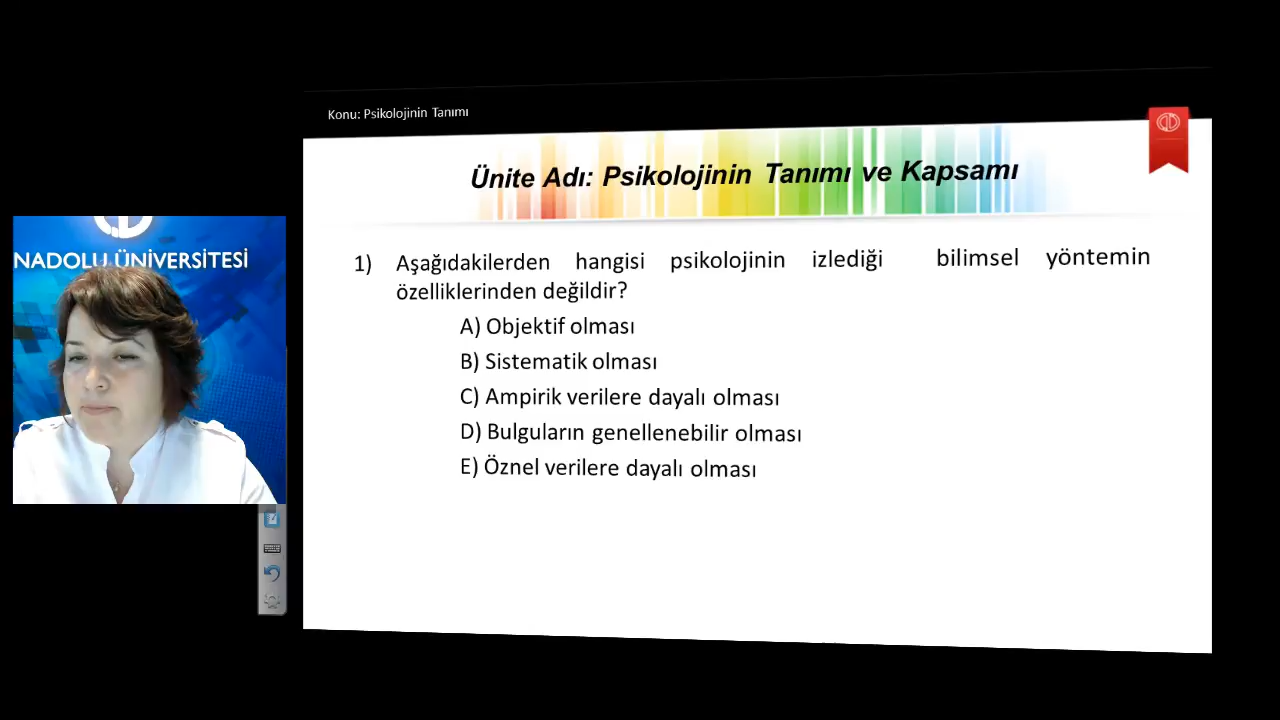 Konu: Psikolojinin Tanımı
Ünite Adı: Psikolojinin Tanımı ve Kapsamı
NADOLU ÜNİVERSİTESİ
1) Aşağıdakilerden hangisi psikolojinin izlediği bilimsel yöntemin
özelliklerinden değildir?
A) Objektif olması
B) Sistematik olması
C) Ampirik verilere dayalı olması
D) Bulguların genellenebilir olması
E) Öznel verilere dayalı olması